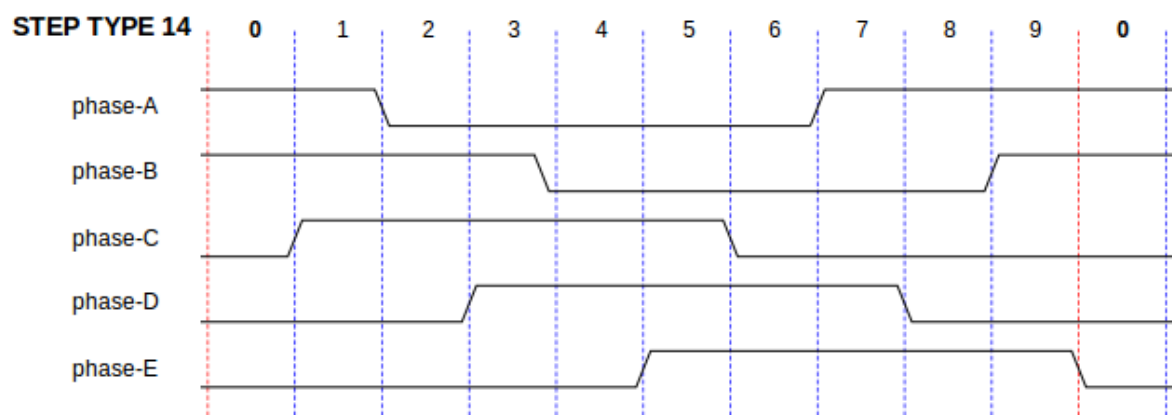 STEP TYPE 14 0 1 2 3 4 5 6 7 8 9 0
phase-A
phase-B
phase-C
phase-D
phase-E